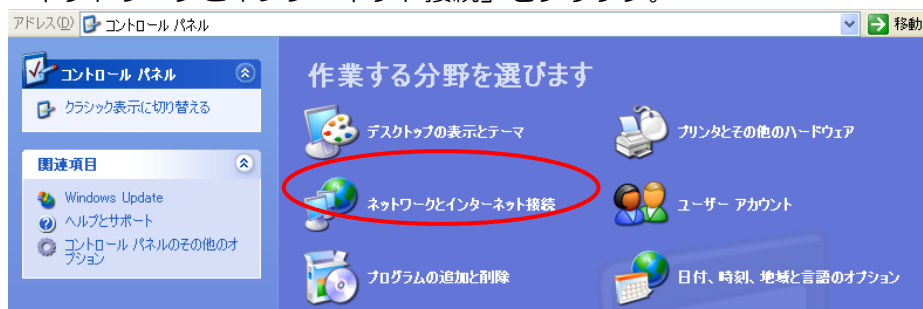 アドレス(D) コントロール パネル 移動
コントロール パネル
クラシック表示に切り替える
関連項目
Windows Update
ヘルプとサポート
コントロール パネルのその他のオ
プション
作業する分野を選びます
デスクトップの表示とテーマ
プリンタとその他のハードウェア
ネットワークとインターネット接続
ユーザー アカウント
プログラムの追加と削除
日付、時刻、地域と言語のオプション